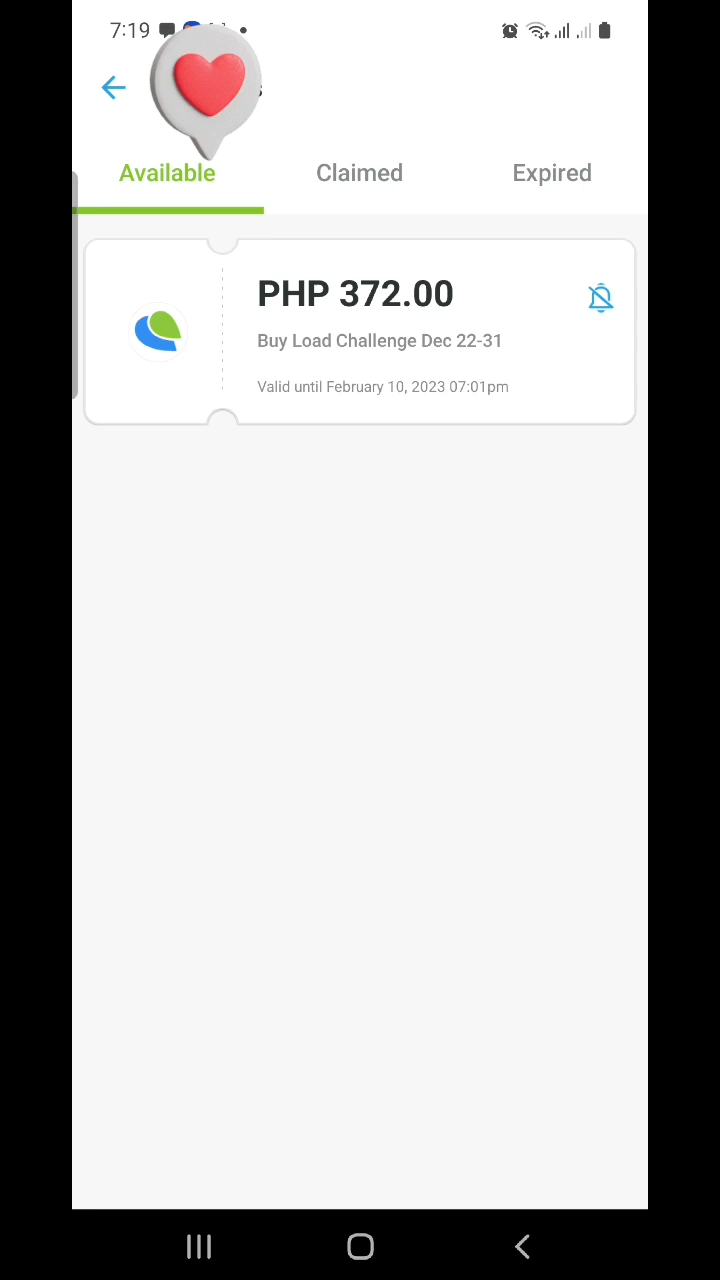 7:19
Available Claimed Expired
PHP 372.00
Buy Load Challenge Dec 22-31
Valid until February 10, 2023 07:01pm